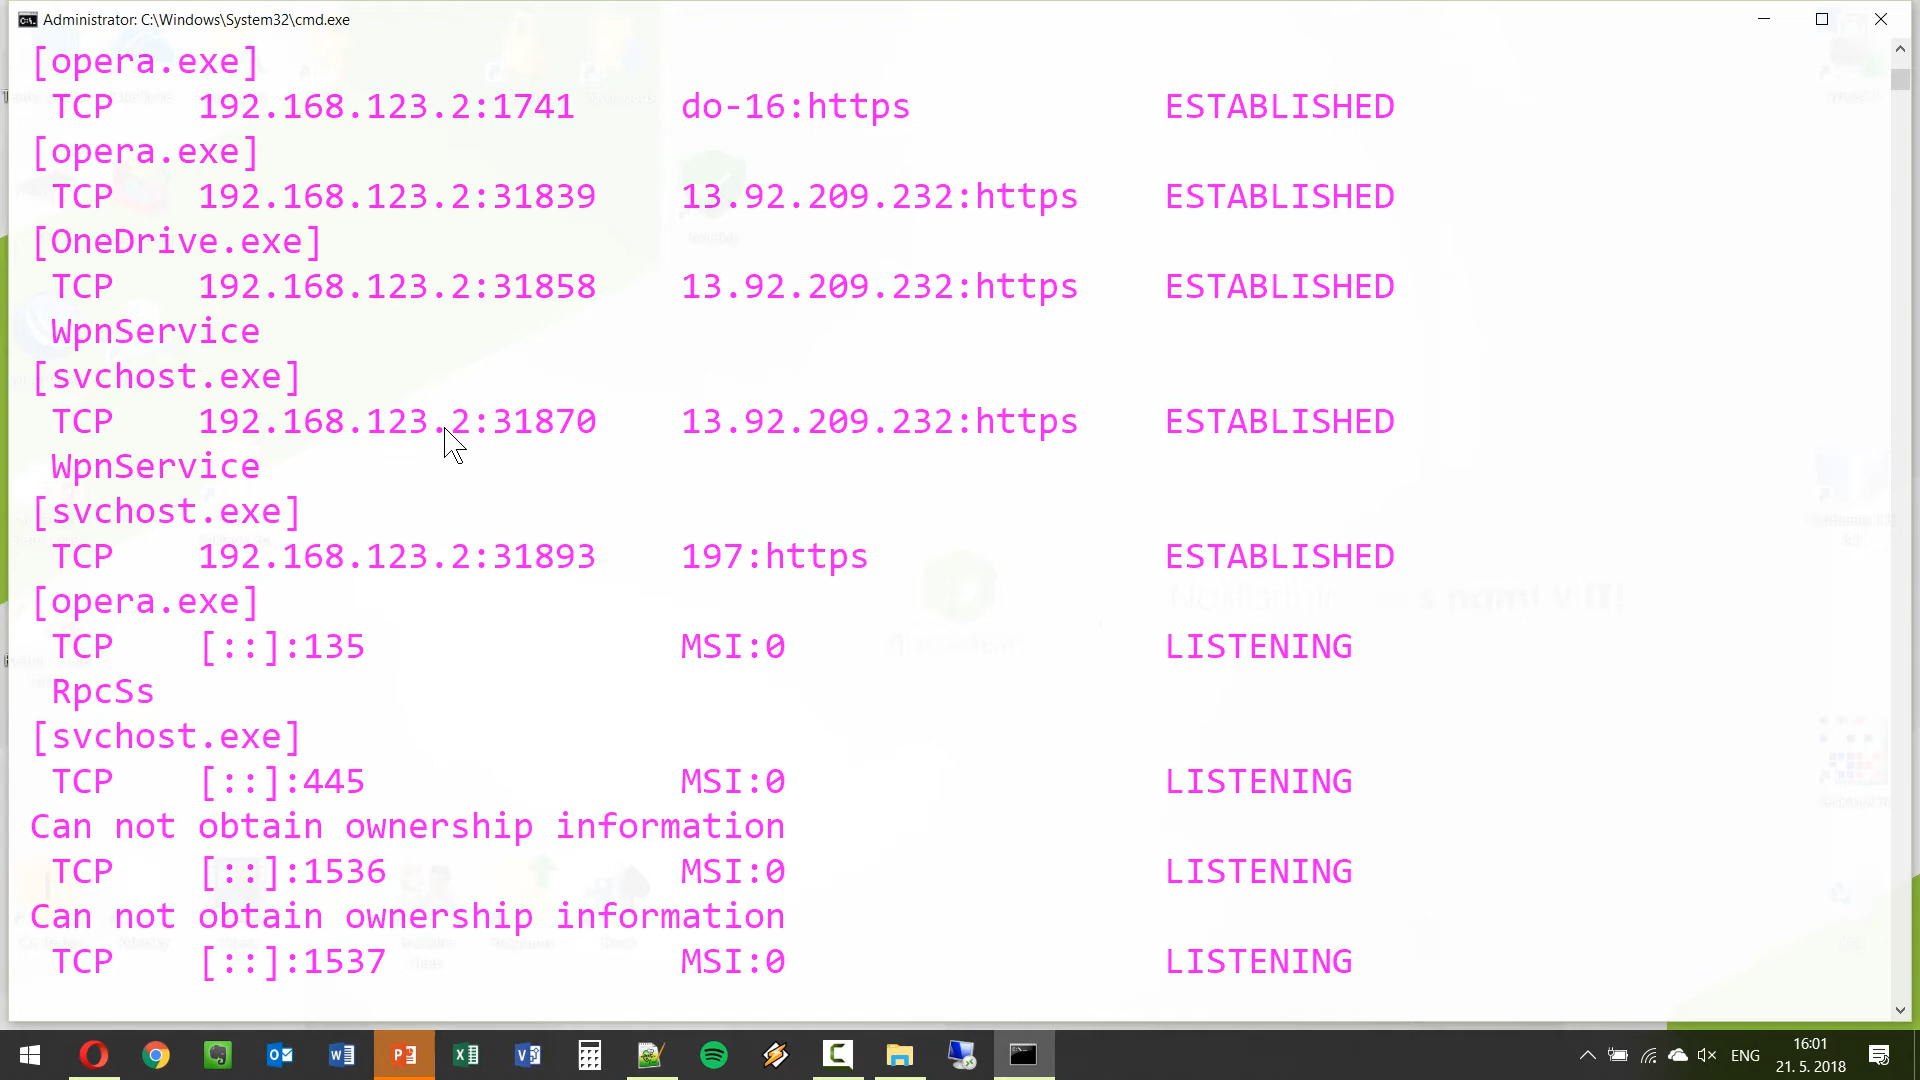 Administrator: C:\Windows\System32\cmd.exe
[opera.exe]
TCP 192.168.123.2:1741 do-16:https ESTABLISHED
[opera.exe]
TCP 192.168.123.2:31839 13.92.209.232:https ESTABLISHED
[OneDrive.exe]
TCP 192.168.123.2:31858 13.92.209.232:https ESTABLISHED
WpnService
[svchost.exe]
TCP 192.168.123.2:31870 13.92.209.232:https ESTABLISHED
WpnService
[svchost.exe]
TCP 192.168.123.2:31893 197:https ESTABLISHED
[opera.exe]
TCP [::]:135 MSI:0 LISTENING
RpcSs
[svchost.exe]
TCP [::]:445 MSI:0 LISTENING
Can not obtain ownership information
TCP [::]:1536 MSI:0 LISTENING
Can not obtain ownership information
TCP [::]:1537 MSI:0 LISTENING
ENG
16:01
21. 5. 2018